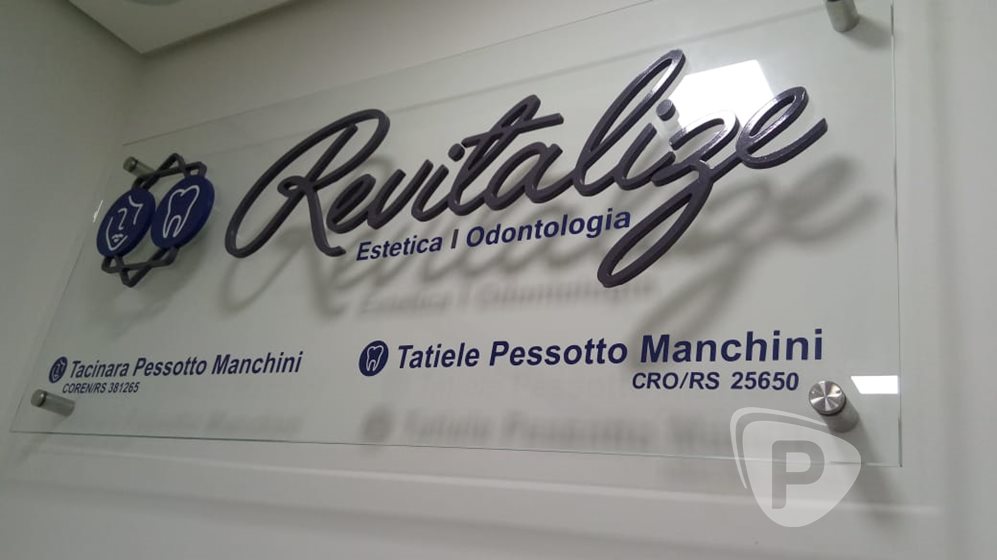 Revitalize
Estetica | Odontologia
Tacinara Pessotto Manchini
COREN/RS 381265
Tatiele Pessotto Manchini
CRO/RS 25650
P